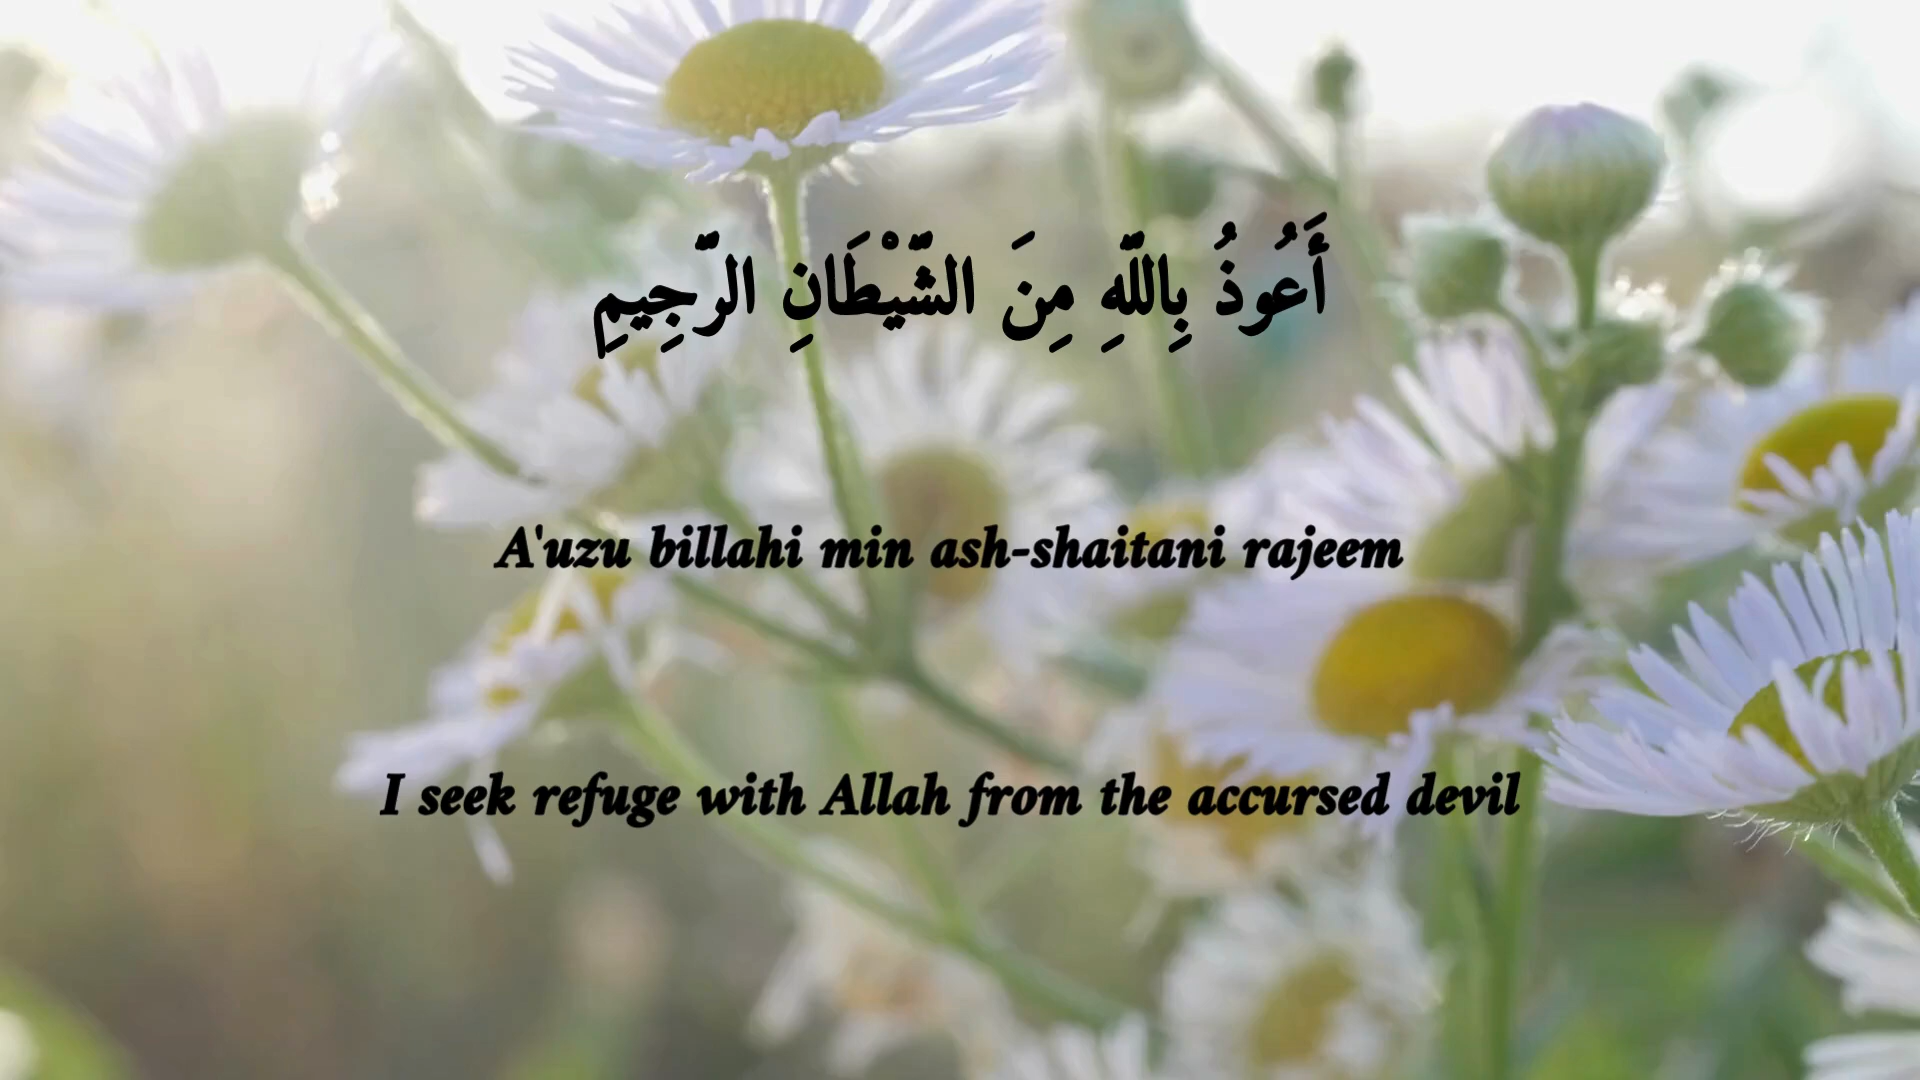 أَعُوذُ بِاللّهِ مِنَ الشَّيْطَانِ الرَّجِيمِ
A'uzu billahi min ash-shaitani rajeem
I seek refuge with Allah from the accursed devil